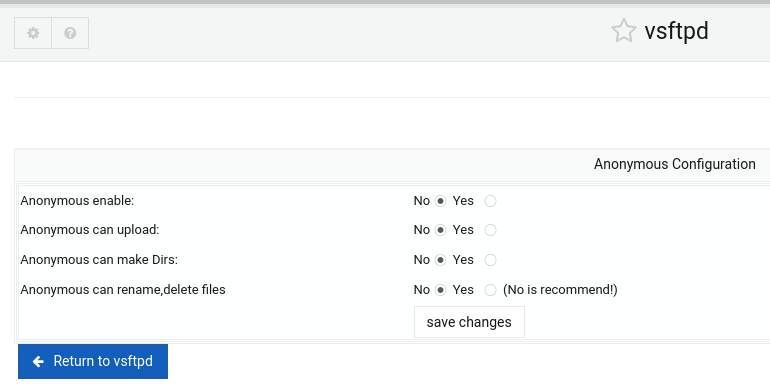 vsftpd
Anonymous Configuration
Anonymous enable: No Yes
Anonymous can upload: No Yes
Anonymous can make Dirs: No Yes
Anonymous can rename,delete files No Yes (No is recommend!)
save changes
Return to vsftpd